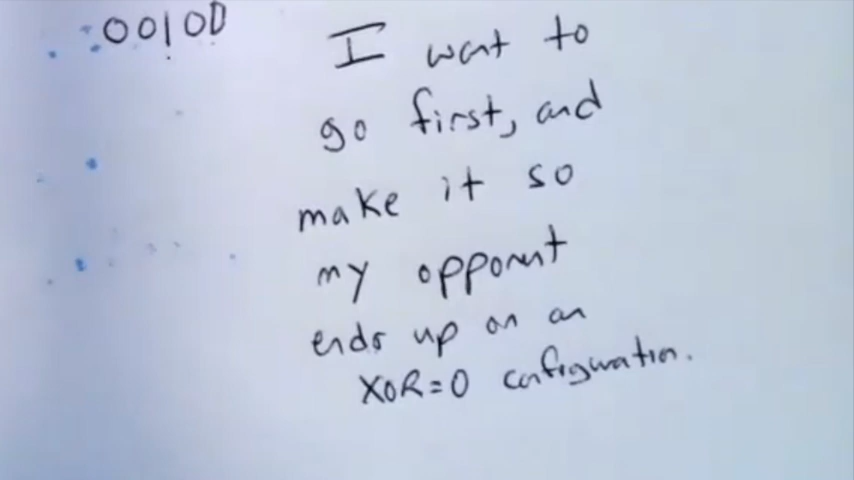 00100
I want to
go first, and
make it so
my opponent
ends up on an
XOR=0 configuration.